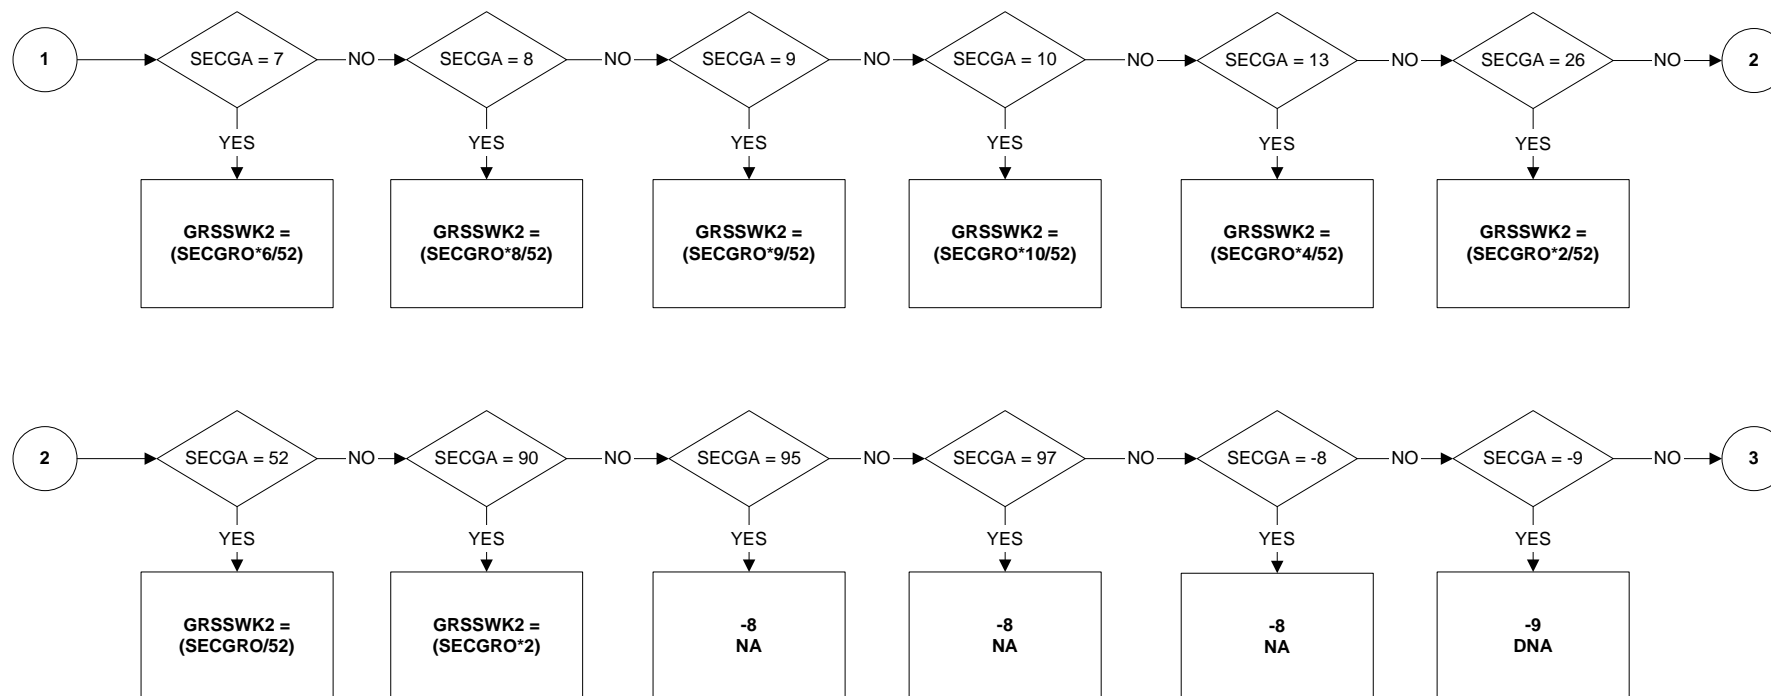 1
SECGA = 7
NO
SECGA = 8
NO
SECGA = 9
NO
SECGA = 10
NO
SECGA = 13
NO
SECGA = 26
NO
2
YES
YES
YES
YES
YES
YES
GRSSWK2 =
(SECGRO*6/52)
GRSSWK2 =
(SECGRO*8/52)
GRSSWK2 =
(SECGRO*9/52)
GRSSWK2 =
(SECGRO*10/52)
GRSSWK2 =
(SECGRO*4/52)
GRSSWK2 =
(SECGRO*2/52)
2
SECGA = 52
NO
SECGA = 90
NO
SECGA = 95
NO
SECGA = 97
NO
SECGA = -8
NO
SECGA = -9
NO
3
YES
YES
YES
YES
YES
YES
GRSSWK2 =
(SECGRO/52)
GRSSWK2 =
(SECGRO*2)
-8
NA
-8
NA
-8
NA
-9
DNA